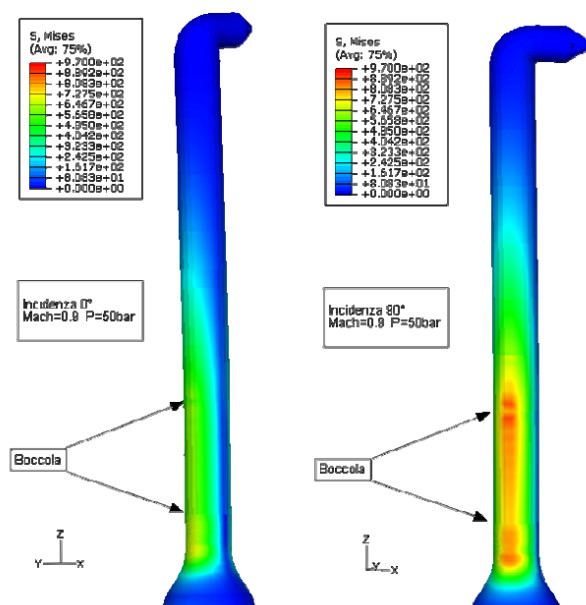 S, Mises
(Avg: 75%)
+9.700e+02
+8.892e+02
+8.083e+02
+7.275e+02
+6.467e+02
+5.658e+02
+4.850e+02
+4.042e+02
+3.233e+02
+2.425e+02
+1.617e+02
+8.083e+01
+0.000e+00
Incidenza 0°
Mach=0.9 P=50bar
Boccola
Z
Y X
S, Mises
(Avg: 75%)
+9.700e+02
+8.892e+02
+8.083e+02
+7.275e+02
+6.467e+02
+5.658e+02
+4.850e+02
+4.042e+02
+3.233e+02
+2.425e+02
+1.617e+02
+8.083e+01
+0.000e+00
Incidenza 90°
Mach=0.9 P=50bar
Boccola
Z
Y X